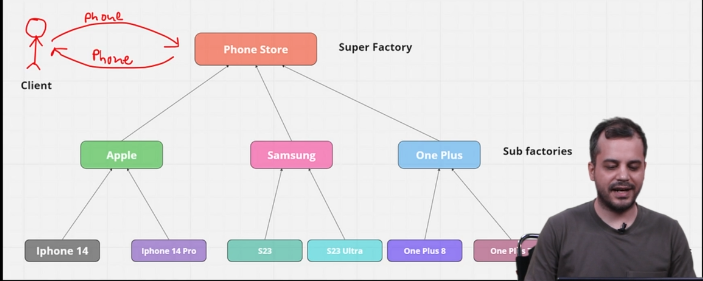 phone
Phone
Client
Phone Store
Super Factory
Apple
Samsung
One Plus
Sub factories
Iphone 14
Iphone 14 Pro
S23
S23 Ultra
One Plus 8
One